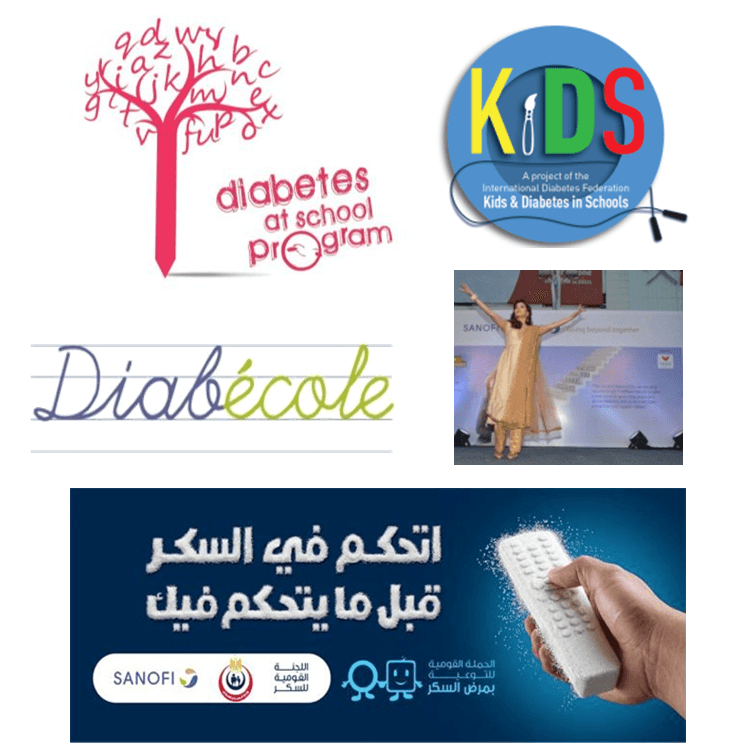 diabetes
at school
program
KiDS
A project of the
International Diabetes Federation
Kids & Diabetes in Schools
Diabécole
SANOFI
together
اتحكم في السكر
قبل ما يتحكم فيك
SANOFI
اللجنة
القومية
للسكر
الحملة القومية
للتوعية
بمرض السكر